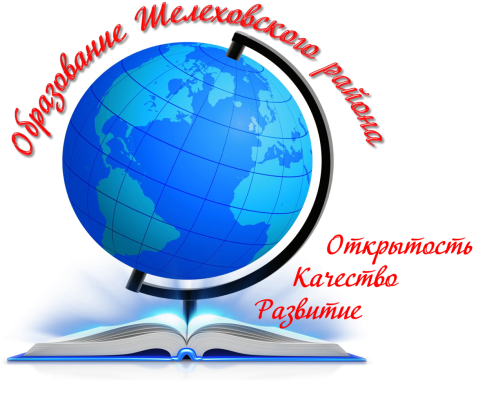 Образование Шелеховского района
Открытость
Качество
Развитие